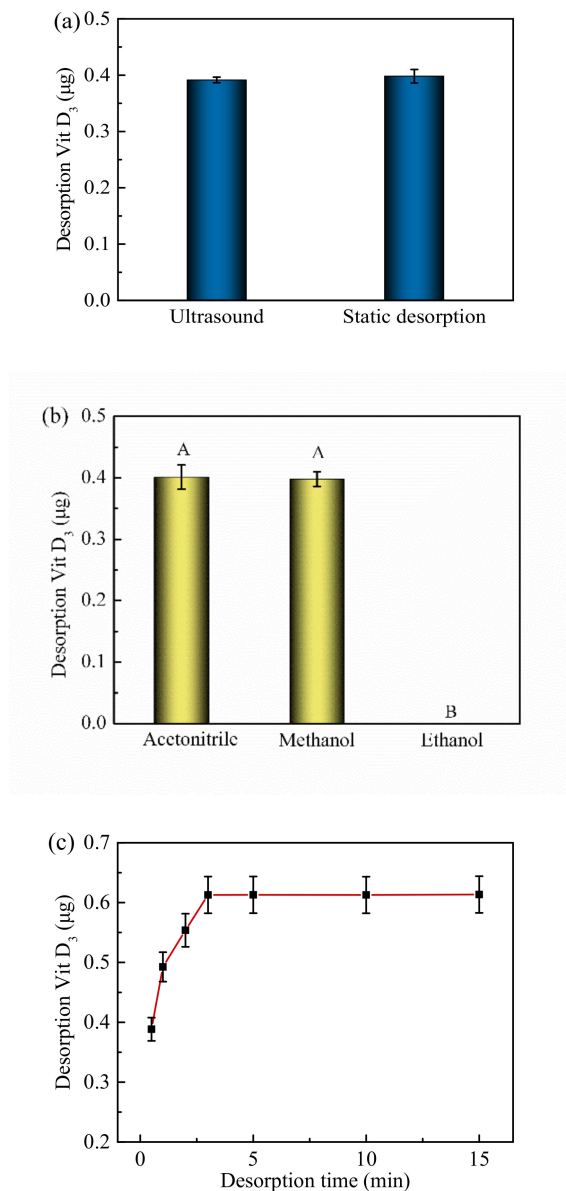 (a)
0.5
0.4
0.3
0.2
0.1
0.0
Desorption Vit D₃ (μg)
Ultrasound Static desorption
(b)
0.5
0.4
0.3
0.2
0.1
0.0
Desorption Vit D₃ (μg)
A A B
Acetonitrile Methanol Ethanol
(c)
0.7
0.6
0.5
0.4
0.3
0.2
Desorption Vit D₃ (μg)
0 5 10 15
Desorption time (min)